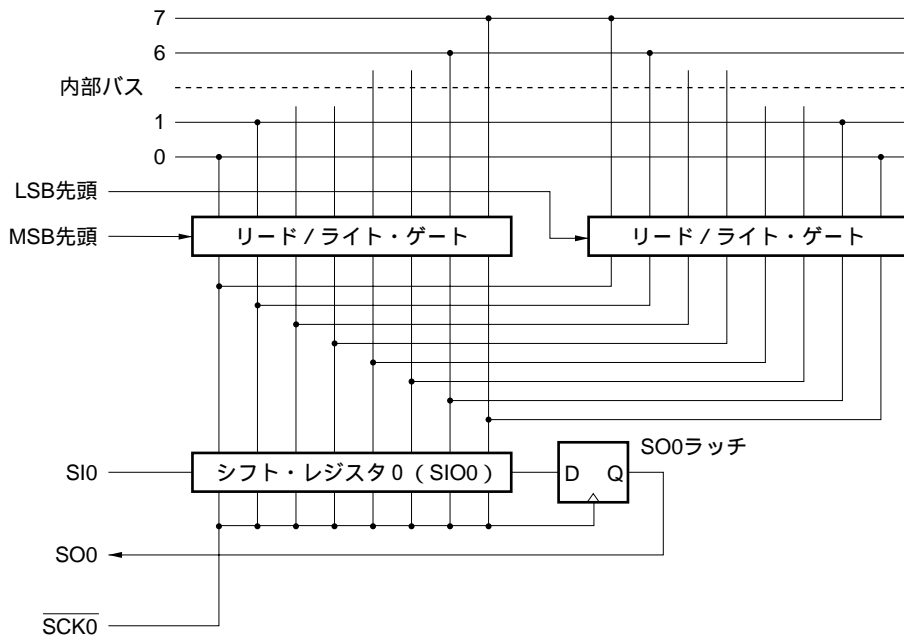 7
6
内部バス
1
0
LSB先頭
MSB先頭
リード／ライト・ゲート
リード／ライト・ゲート
SO0ラッチ
SI0
シフト・レジスタ0（SIO0）
D Q
SO0
S̅C̅K̅0̅